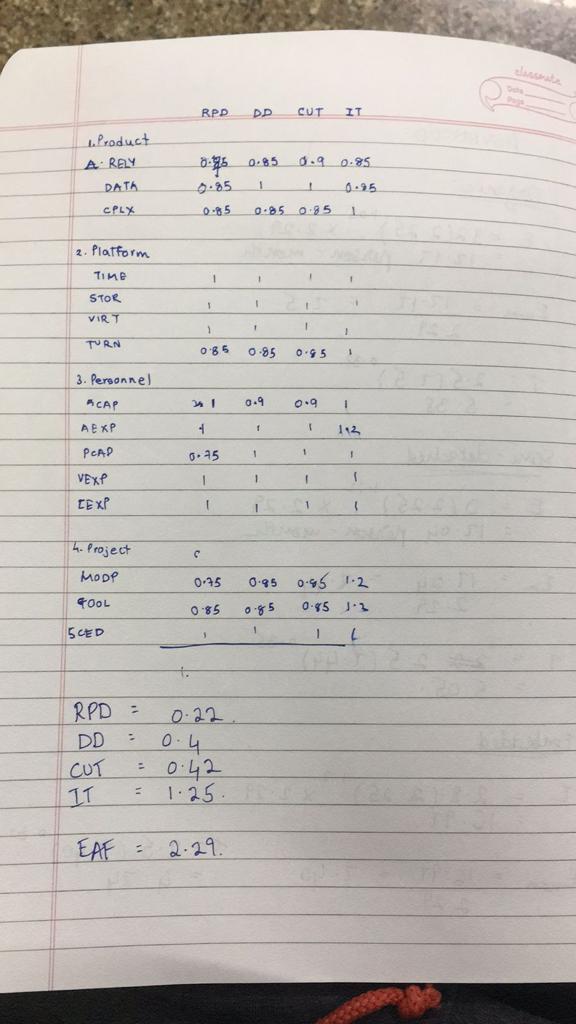 classmate
Date
Page
RPD DD CUT IT
1. Product
A. RELY 0.75 0.85 0.9 0.85
DATA 0.85 1 1 0.85
CPLX 0.85 0.85 0.85 1
2. Platform
TIME 1 1 1 1
STOR 1 1 1 1
VIRT 1 1 1 1
TURN 0.85 0.85 0.85 1
3. Personnel
ACAP 1 0.9 0.9 1
AEXP 1 1 1 1.2
PCAP 0.75 1 1 1
VEXP 1 1 1 1
LEXP 1 1 1 1
4. Project
MODP 0.75 0.85 0.85 1.2
TOOL 0.85 0.85 0.85 1.2
SCED 1 1 1 1
RPD = 0.22.
DD = 0.4
CUT = 0.42
IT = 1.25.
EAF = 2.29.